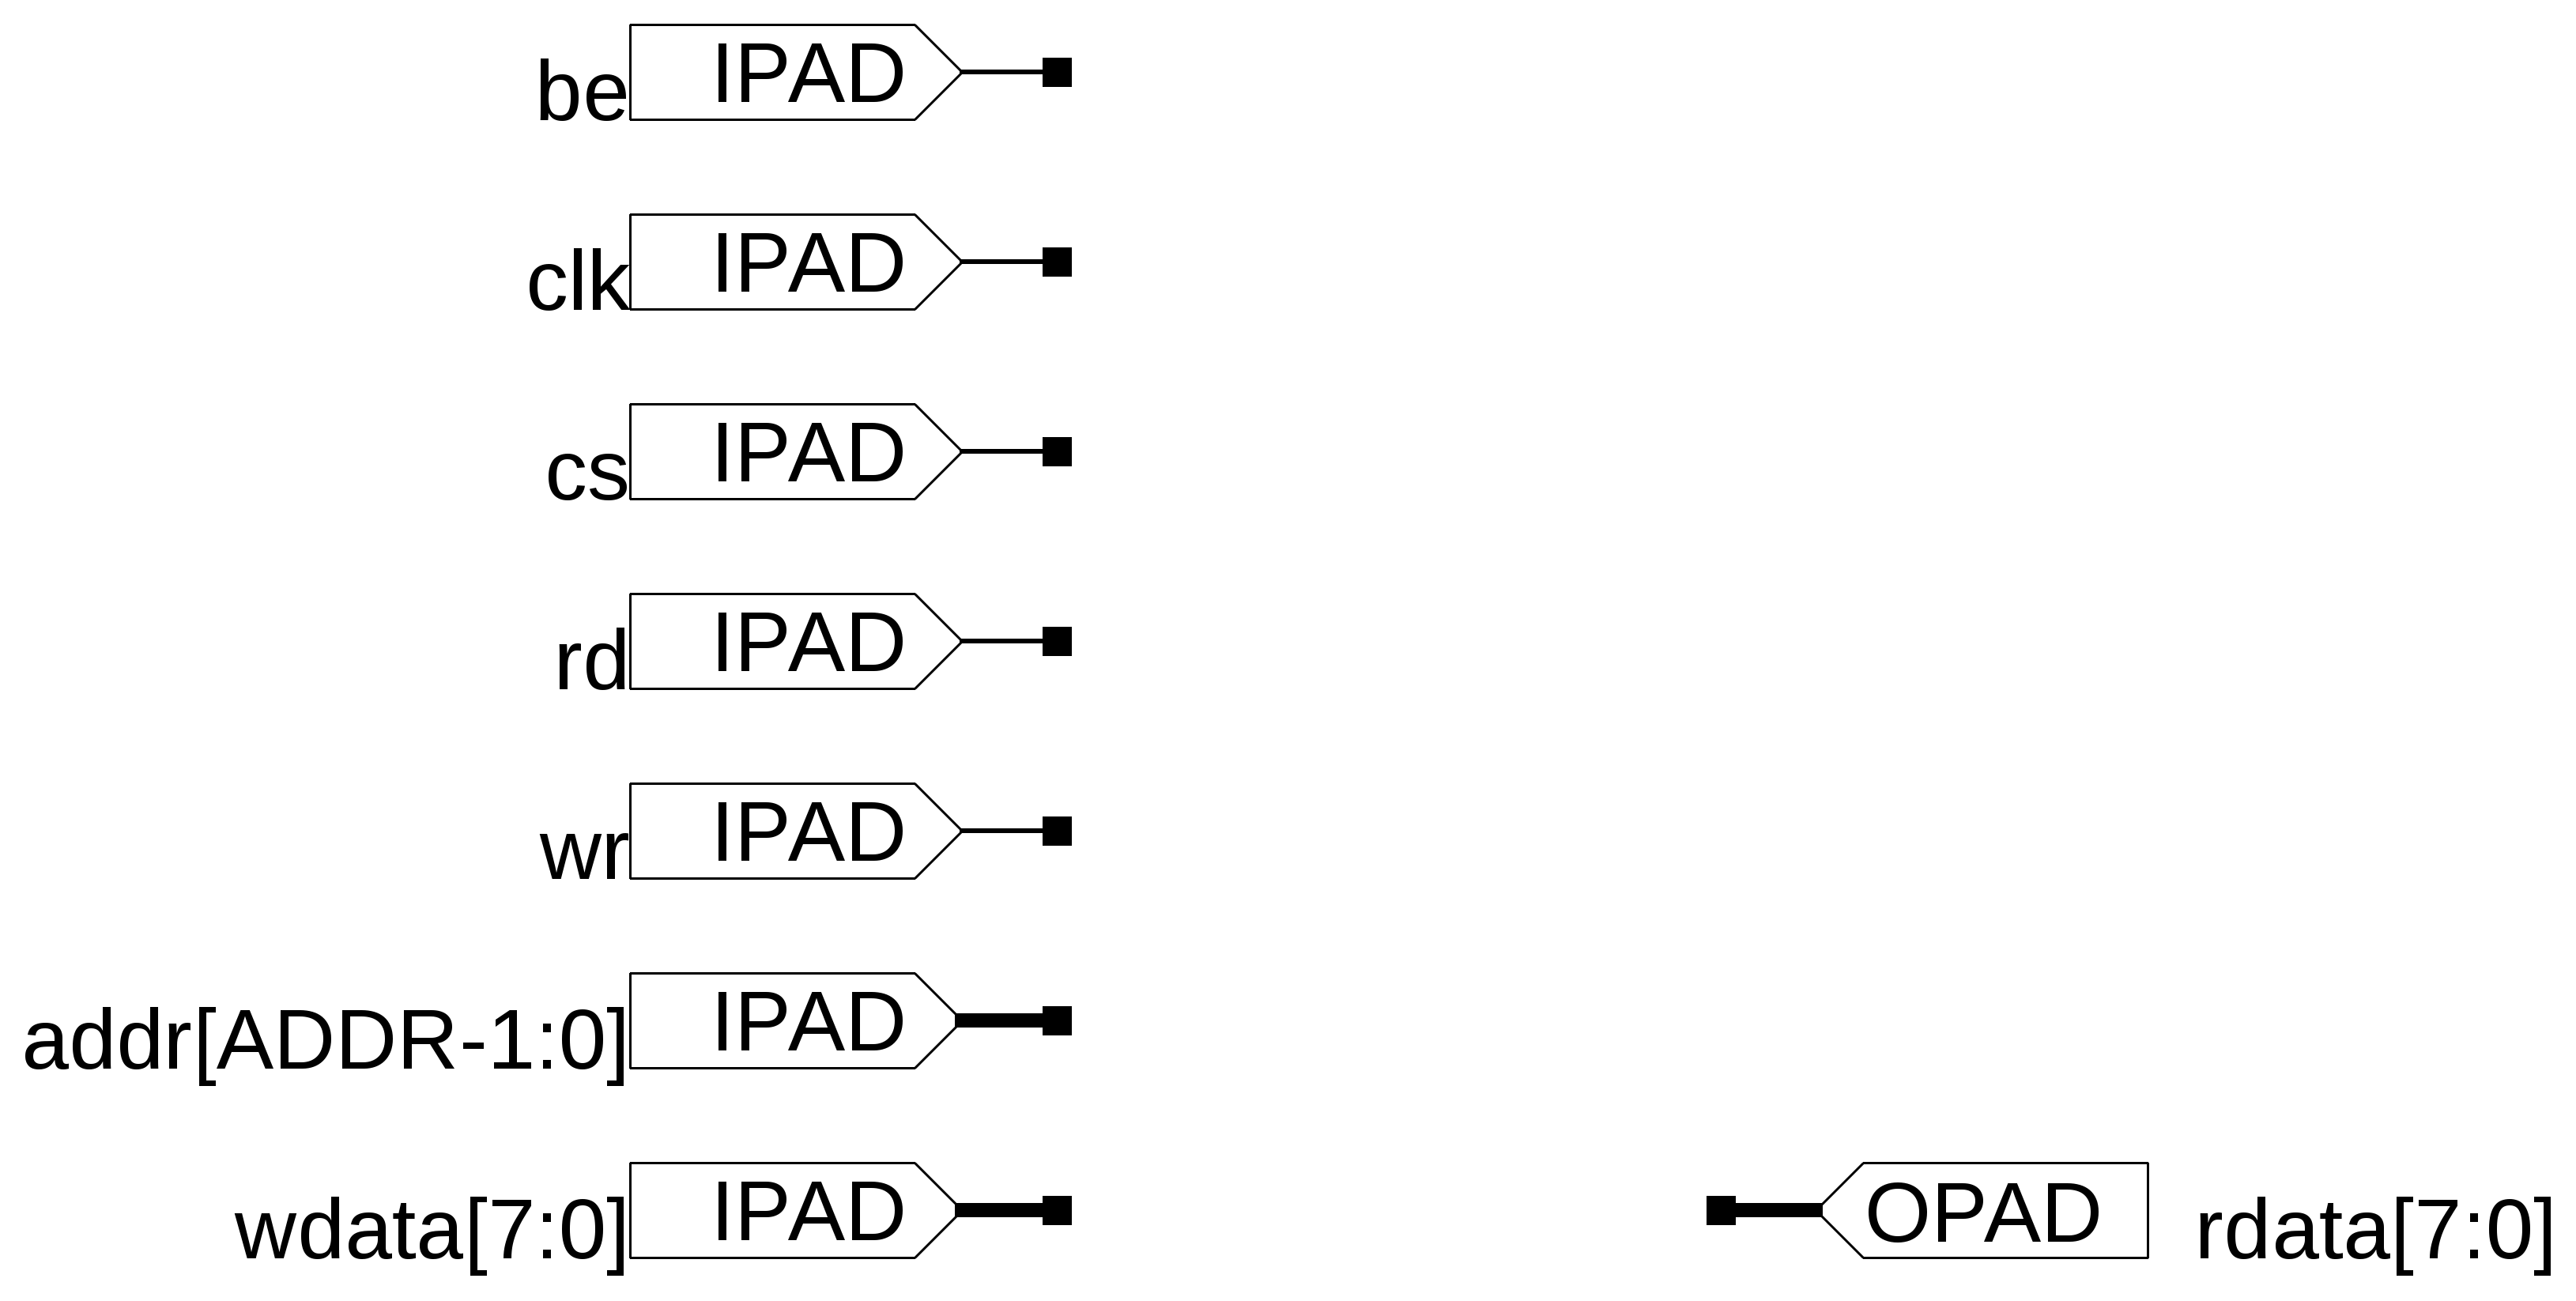 be IPAD
clk IPAD
cs IPAD
rd IPAD
wr IPAD
addr[ADDR-1:0] IPAD
wdata[7:0] IPAD OPAD rdata[7:0]